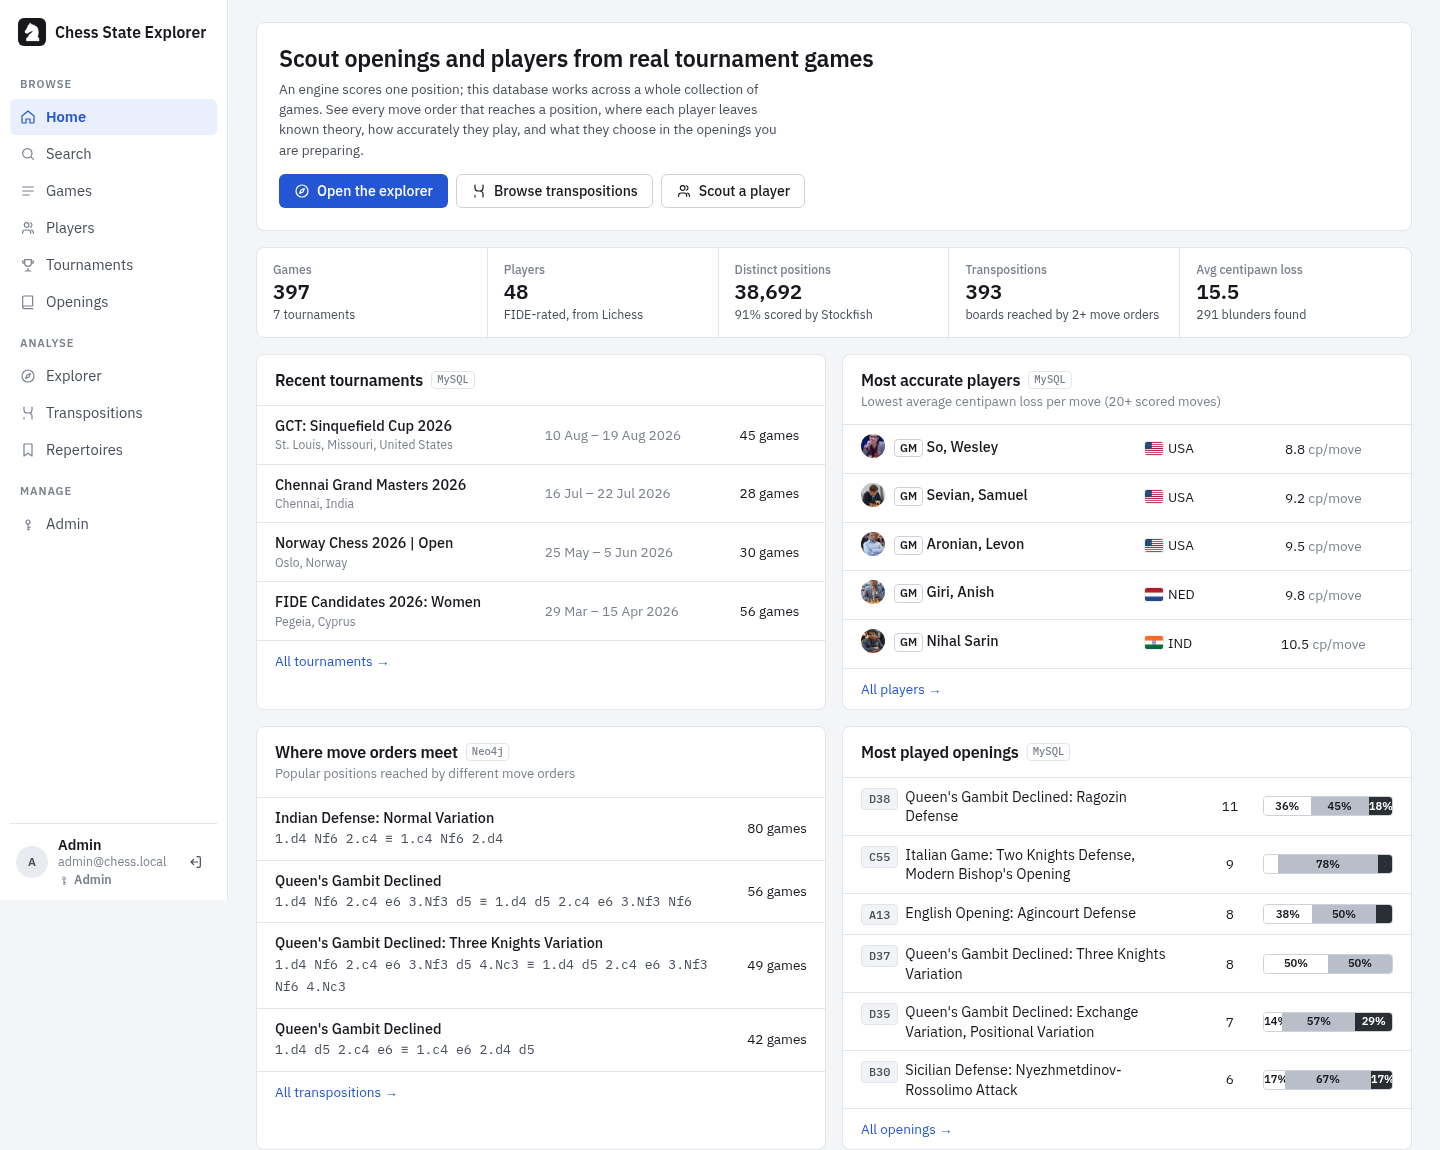 Chess State Explorer
BROWSE
Home
Search
Games
Players
Tournaments
Openings
ANALYSE
Explorer
Transpositions
Repertoires
MANAGE
Admin
A
Admin
admin@chess.local
Admin
Scout openings and players from real tournament games
An engine scores one position; this database works across a whole collection of
games. See every move order that reaches a position, where each player leaves
known theory, how accurately they play, and what they choose in the openings you
are preparing.
Open the explorer
Browse transpositions
Scout a player
Games
397
7 tournaments
Players
48
FIDE-rated, from Lichess
Distinct positions
38,692
91% scored by Stockfish
Transpositions
393
boards reached by 2+ move orders
Avg centipawn loss
15.5
291 blunders found
Recent tournaments MySQL
GCT: Sinquefield Cup 2026
St. Louis, Missouri, United States
10 Aug – 19 Aug 2026
45 games
Chennai Grand Masters 2026
Chennai, India
16 Jul – 22 Jul 2026
28 games
Norway Chess 2026 | Open
Oslo, Norway
25 May – 5 Jun 2026
30 games
FIDE Candidates 2026: Women
Pegeia, Cyprus
29 Mar – 15 Apr 2026
56 games
All tournaments →
Most accurate players MySQL
Lowest average centipawn loss per move (20+ scored moves)
GM So, Wesley USA 8.8 cp/move
GM Sevian, Samuel USA 9.2 cp/move
GM Aronian, Levon USA 9.5 cp/move
GM Giri, Anish NED 9.8 cp/move
GM Nihal Sarin IND 10.5 cp/move
All players →
Where move orders meet Neo4j
Popular positions reached by different move orders
Indian Defense: Normal Variation
1.d4 Nf6 2.c4 ≡ 1.c4 Nf6 2.d4
80 games
Queen's Gambit Declined
1.d4 Nf6 2.c4 e6 3.Nf3 d5 ≡ 1.d4 d5 2.c4 e6 3.Nf3 Nf6
56 games
Queen's Gambit Declined: Three Knights Variation
1.d4 Nf6 2.c4 e6 3.Nf3 d5 4.Nc3 ≡ 1.d4 d5 2.c4 e6 3.Nf3
Nf6 4.Nc3
49 games
Queen's Gambit Declined
1.d4 d5 2.c4 e6 ≡ 1.c4 e6 2.d4 d5
42 games
All transpositions →
Most played openings MySQL
D38 Queen's Gambit Declined: Ragozin
Defense
11 36% 45% 18%
C55 Italian Game: Two Knights Defense,
Modern Bishop's Opening
9 78%
A13 English Opening: Agincourt Defense 8 38% 50%
D37 Queen's Gambit Declined: Three Knights
Variation
8 50% 50%
D35 Queen's Gambit Declined: Exchange
Variation, Positional Variation
7 14% 57% 29%
B30 Sicilian Defense: Nyezhmetdinov-
Rossolimo Attack
6 17% 67% 17%
All openings →